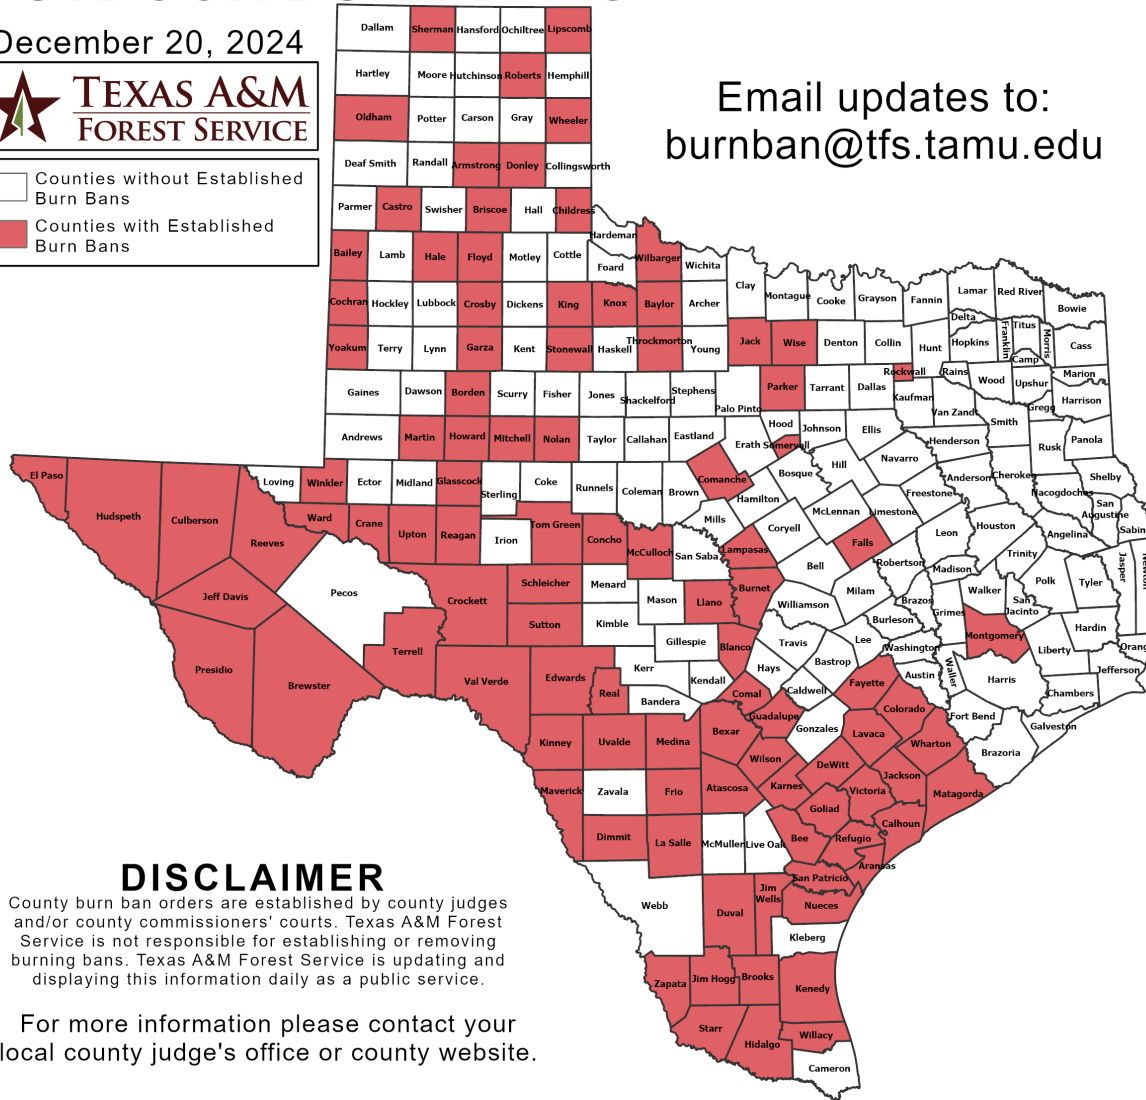 December 20, 2024
TEXAS A&M
FOREST SERVICE
Counties without Established
Burn Bans
Counties with Established
Burn Bans
Email updates to:
burnban@tfs.tamu.edu
Dallam Sherman Hansford Ochiltree Lipscomb
Hartley Moore Hutchinson Roberts Hemphill
Oldham Potter Carson Gray Wheeler
Deaf Smith Randall Armstrong Donley Collingsworth
Parmer Castro Swisher Briscoe Hall Childress
Hardeman
Bailey Lamb Hale Floyd Motley Cottle Foard Wilbarger Wichita
Clay Montague Cooke Grayson Fannin Lamar Red River Bowie
Cochran Hockley Lubbock Crosby Dickens King Knox Baylor Archer
Delta Franklin Titus Morris Cass
Yoakum Terry Lynn Garza Kent Stonewall Haskell Throckmorton Young Jack Wise Denton Collin Hunt Hopkins Camp
Rockwall Rains Wood Upshur Marion
Gaines Dawson Borden Scurry Fisher Jones Shackelford Stephens Palo Pinto Parker Tarrant Dallas Kaufman Van Zandt Gregg Harrison
Smith
Andrews Martin Howard Mitchell Nolan Taylor Callahan Eastland Erath Hood Somervell Johnson Ellis Henderson Rusk Panola
El Paso Loving Winkler Ector Midland Glasscock Sterling Coke Runnels Coleman Brown Comanche Hamilton Bosque Hill Navarro Anderson Cherokee Shelby
Freestone Nacogdoches San
Augustine
Hudspeth Culberson Ward Crane Upton Reagan Irion Tom Green Concho McCulloch San Saba Mills Lampasas Coryell McLennan Limestone Falls Leon Houston Angelina Sabin
Reeves
Jeff Davis Pecos Crockett Schleicher Menard Mason Llano Burnet Bell Milam Robertson Madison Trinity Polk Tyler Jasper Newton
Walker San
Jacinto
Sutton Kimble Williamson Brazos Grimes Burleson Montgomery Hardin
Presidio Brewster Terrell Val Verde Edwards Real Kerr Gillespie Kendall Blanco Travis Hays Bastrop Lee Washington Waller Liberty Orang
Jefferson
Bandera Comal Caldwell Fayette Austin Harris Chambers
Kinney Uvalde Medina Bexar Guadalupe Gonzales Lavaca Colorado Wharton Fort Bend Galveston
Brazoria
Maverick Zavala Frio Atascosa Wilson Karnes DeWitt Victoria Jackson Matagorda
Dimmit La Salle McMullen Live Oak Bee Goliad Refugio Calhoun
Aransas
San Patricio
Webb Duval Jim
Wells Nueces
Kleberg
Zapata Jim Hogg Brooks Kenedy
Starr Hidalgo Willacy
Cameron
DISCLAIMER
County burn ban orders are established by county judges
and/or county commissioners' courts. Texas A&M Forest
Service is not responsible for establishing or removing
burning bans. Texas A&M Forest Service is updating and
displaying this information daily as a public service.
For more information please contact your
local county judge's office or county website.